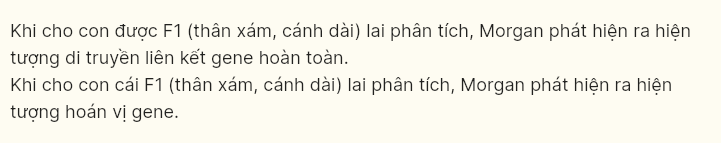 Khi cho con được F1 (thân xám, cánh dài) lai phân tích, Morgan phát hiện ra hiện
tượng di truyền liên kết gene hoàn toàn.
Khi cho con cái F1 (thân xám, cánh dài) lai phân tích, Morgan phát hiện ra hiện
tượng hoán vị gene.